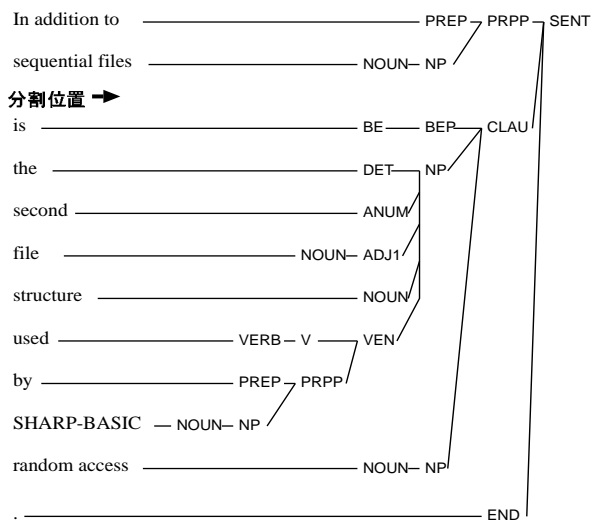 In addition to PREP PRPP SENT
sequential files NOUN NP
分割位置 ➡
is BE BEP CLAU
the DET NP
second ANUM
file NOUN ADJ1
structure NOUN
used VERB V VEN
by PREP PRPP
SHARP-BASIC NOUN NP
random access NOUN NP
. END